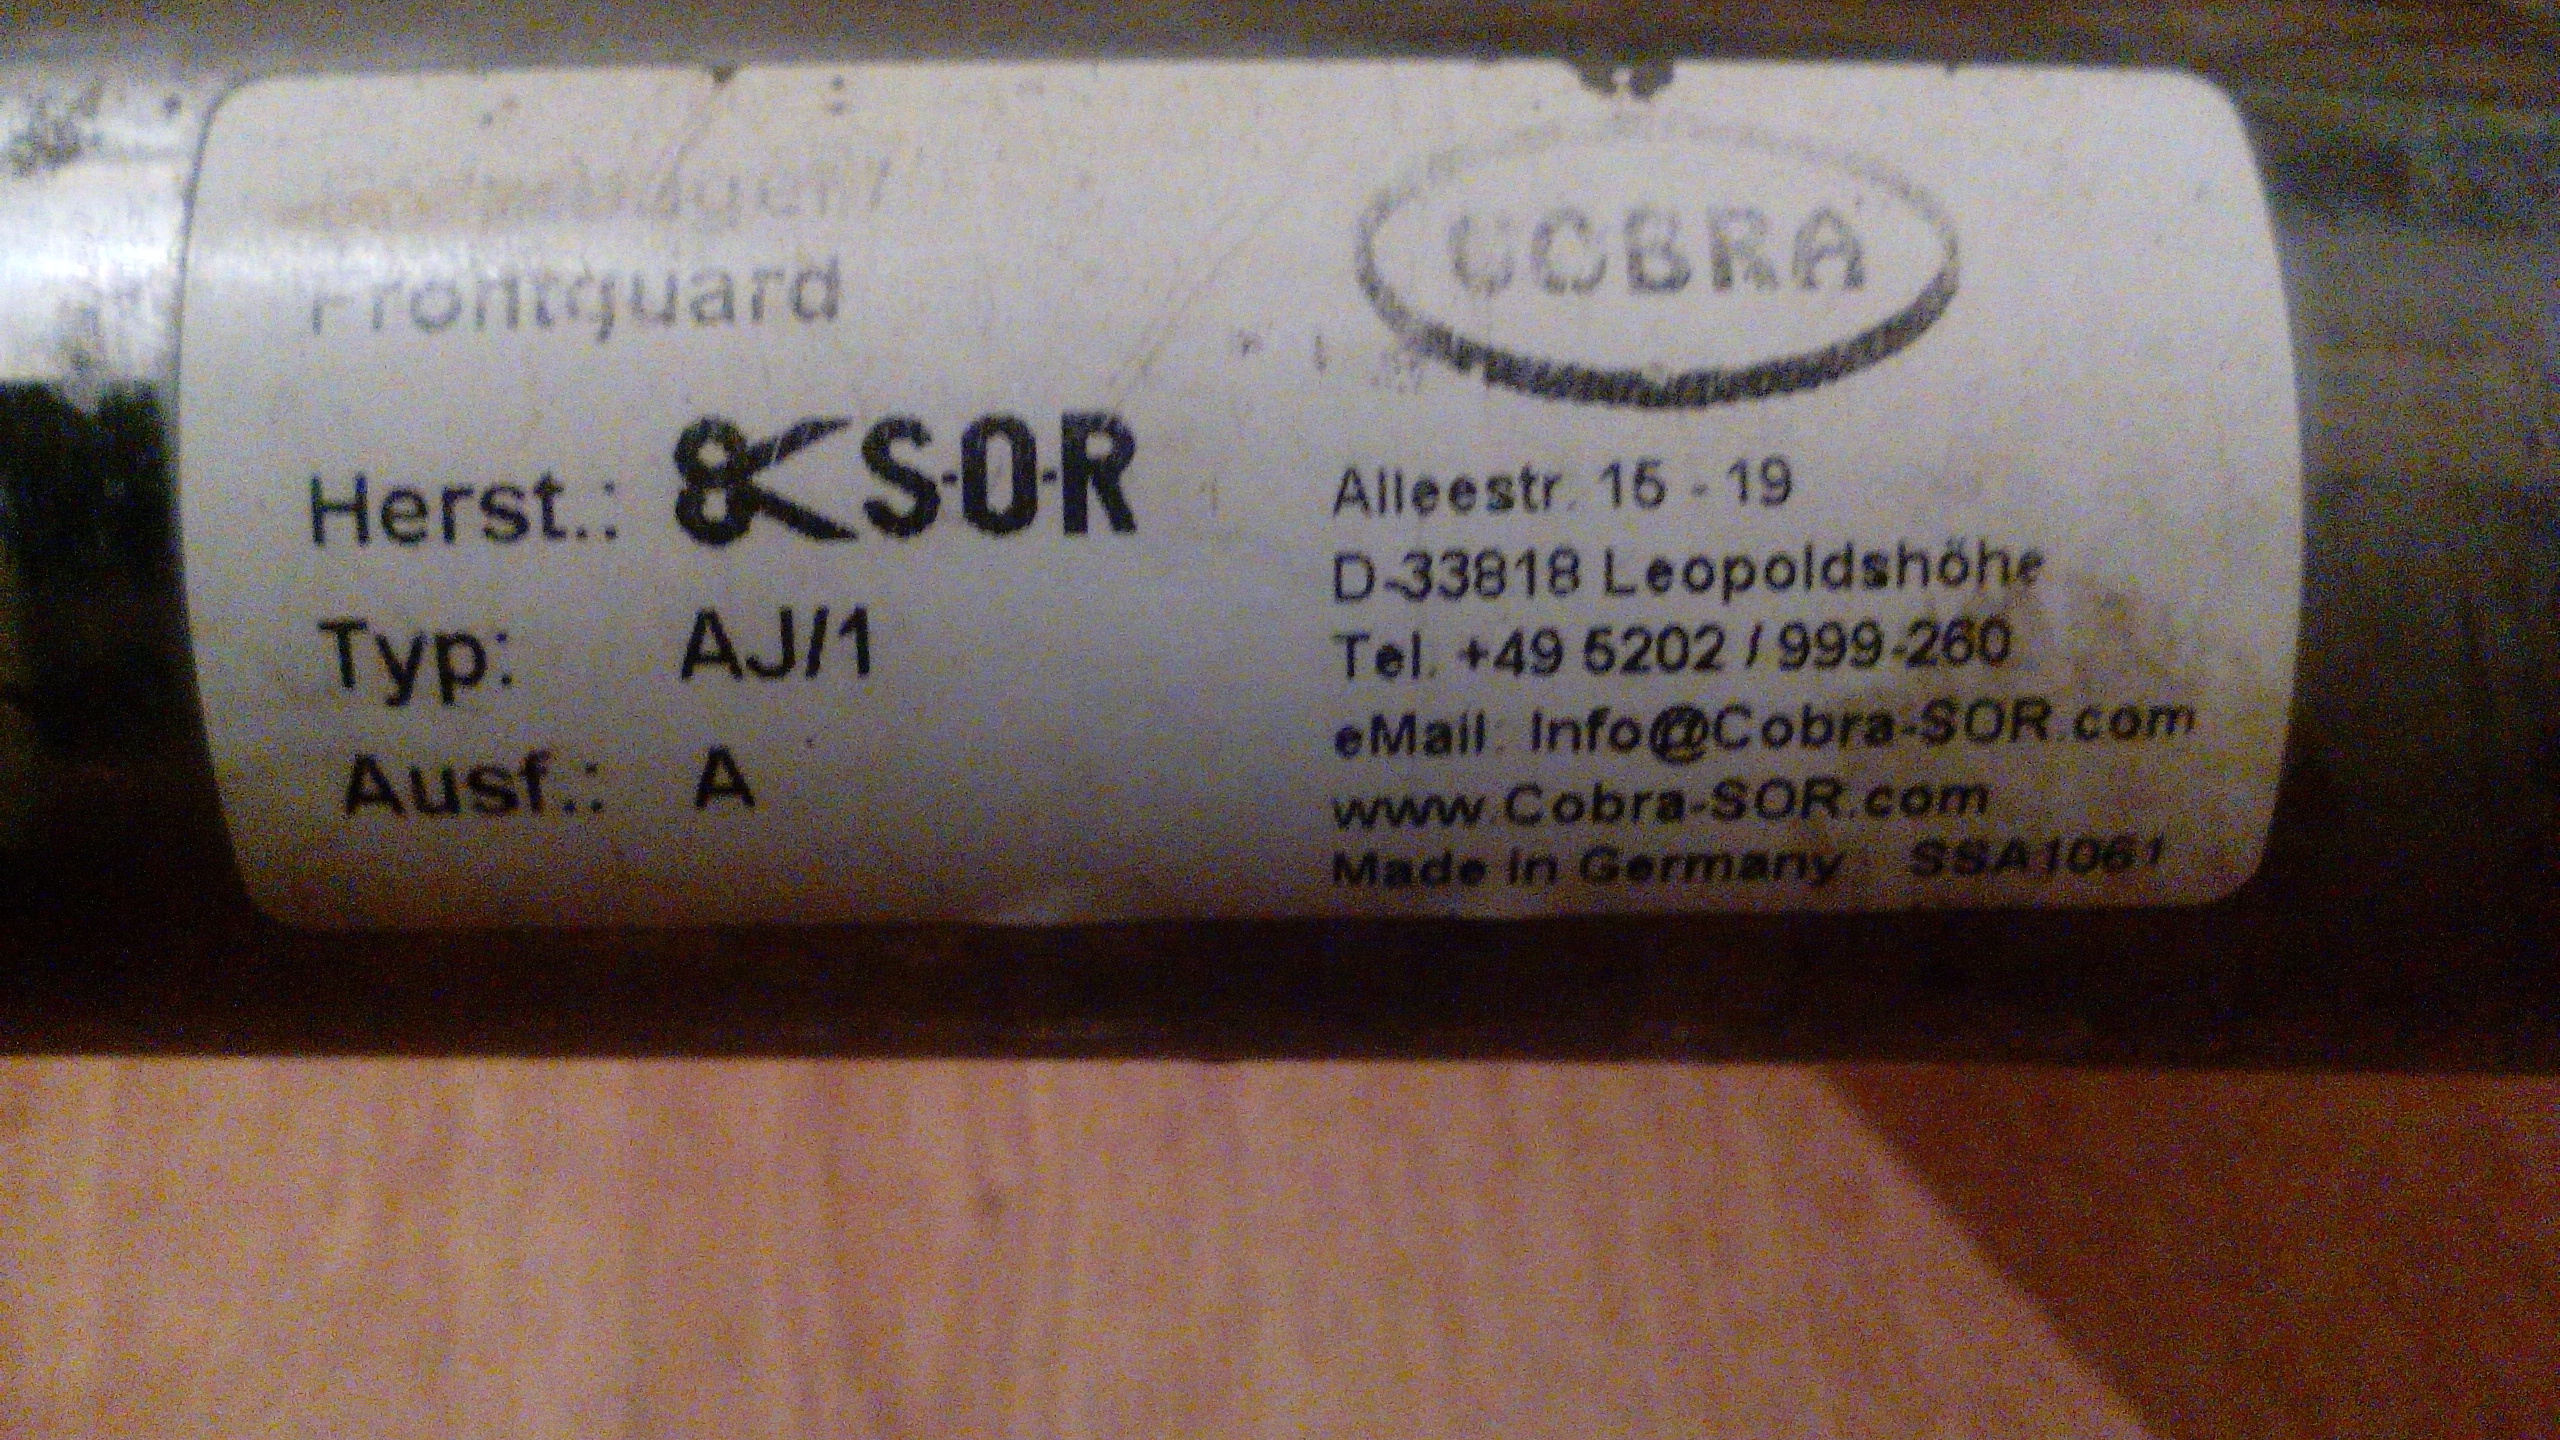 Frontguard
Herst.: S·O·R
Typ: AJ/1
Ausf.: A
COBRA
Alleestr. 15 - 19
D-33818 Leopoldshöhe
Tel. +49 5202 / 999-260
eMail: Info@Cobra-SOR.com
www.Cobra-SOR.com
Made in Germany SSA1061